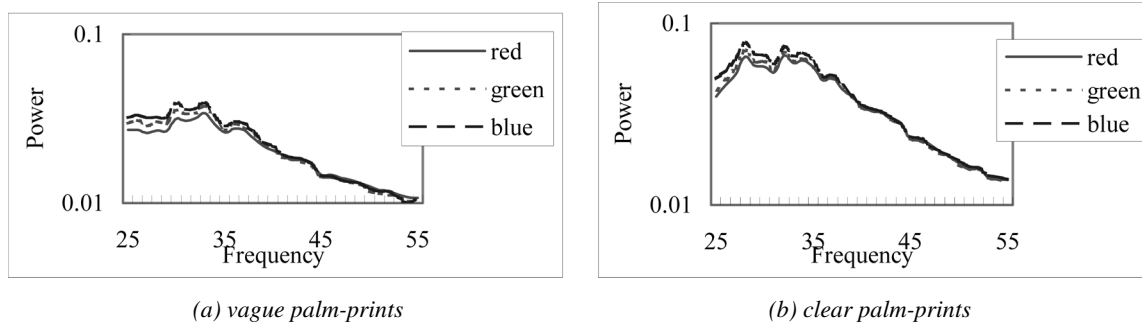 0.1
Power
0.01
25
35
45
55
Frequency
red
green
blue
(a) vague palm-prints
0.1
Power
0.01
25
35
45
55
Frequency
red
green
blue
(b) clear palm-prints